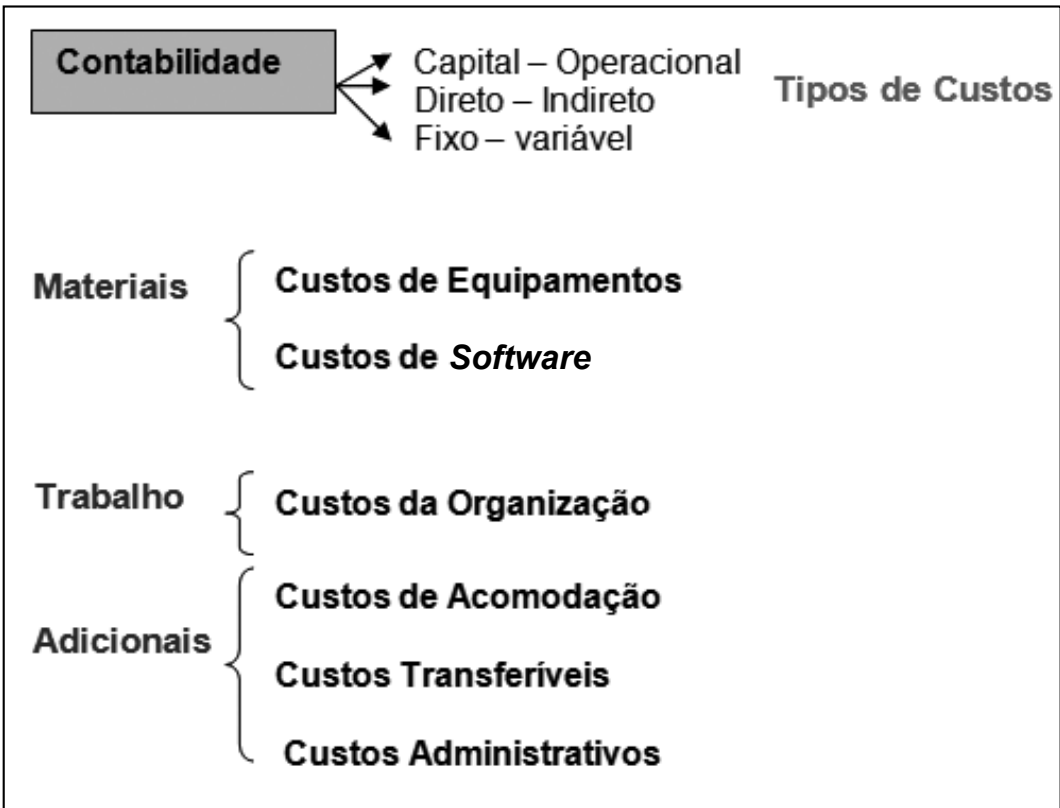 Contabilidade
Capital – Operacional
Direto – Indireto
Fixo – variável
Tipos de Custos
Materiais
Custos de Equipamentos
Custos de Software
Trabalho
Custos da Organização
Adicionais
Custos de Acomodação
Custos Transferíveis
Custos Administrativos